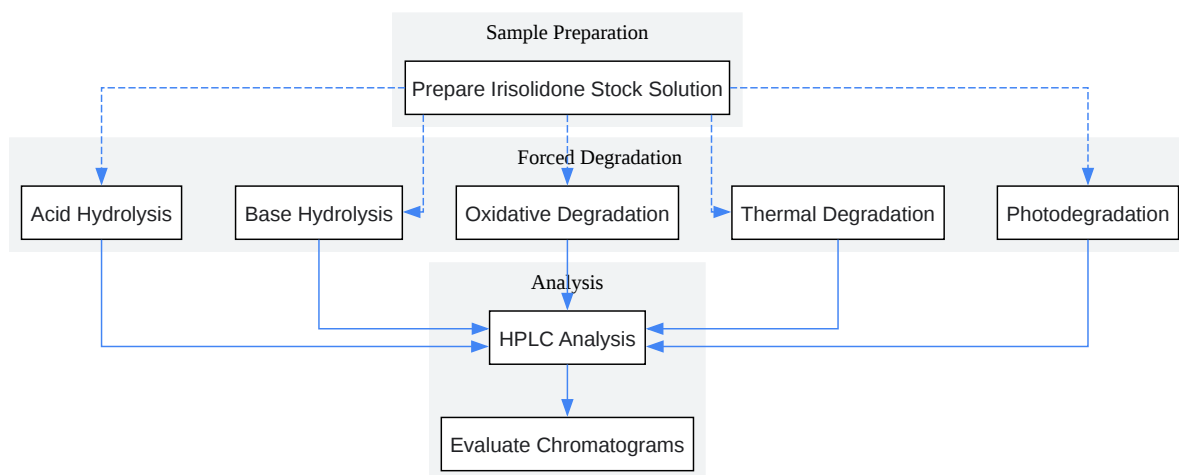 Sample Preparation
Prepare Irisolidone Stock Solution
Forced Degradation
Acid Hydrolysis
Base Hydrolysis
Oxidative Degradation
Thermal Degradation
Photodegradation
Analysis
HPLC Analysis
Evaluate Chromatograms